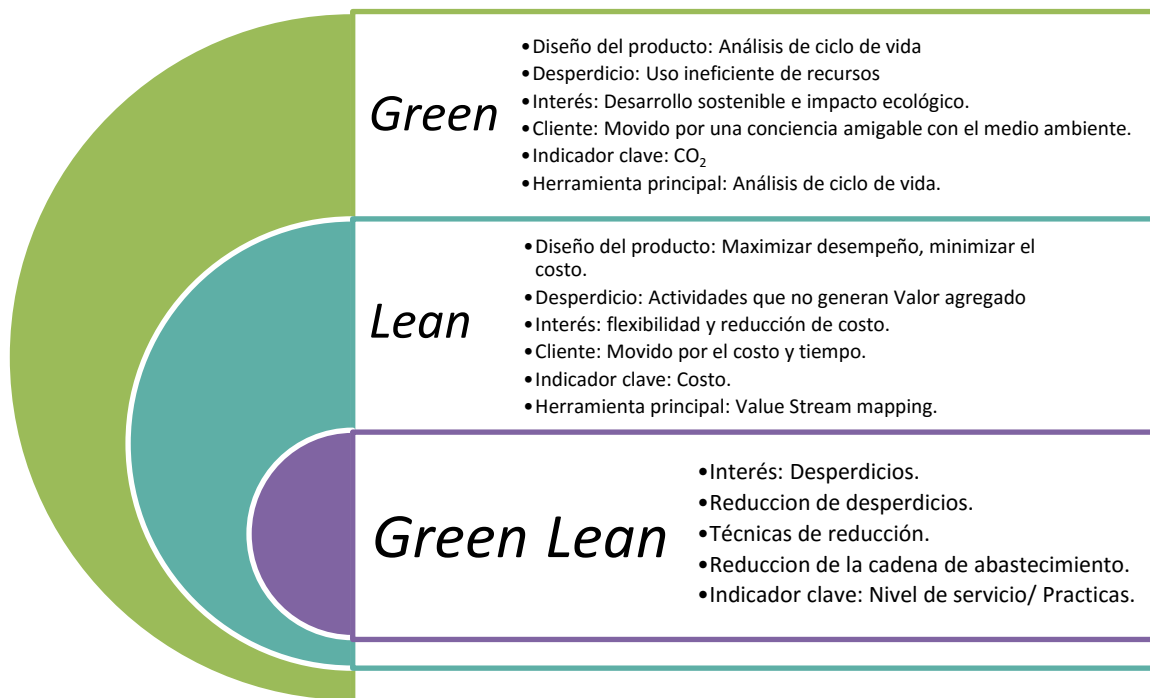 Green
•Diseño del producto: Análisis de ciclo de vida
•Desperdicio: Uso ineficiente de recursos
•Interés: Desarrollo sostenible e impacto ecológico.
•Cliente: Movido por una conciencia amigable con el medio ambiente.
•Indicador clave: CO₂
•Herramienta principal: Análisis de ciclo de vida.
Lean
•Diseño del producto: Maximizar desempeño, minimizar el
costo.
•Desperdicio: Actividades que no generan Valor agregado
•Interés: flexibilidad y reducción de costo.
•Cliente: Movido por el costo y tiempo.
•Indicador clave: Costo.
•Herramienta principal: Value Stream mapping.
Green Lean
•Interés: Desperdicios.
•Reduccion de desperdicios.
•Técnicas de reducción.
•Reduccion de la cadena de abastecimiento.
•Indicador clave: Nivel de servicio/ Practicas.